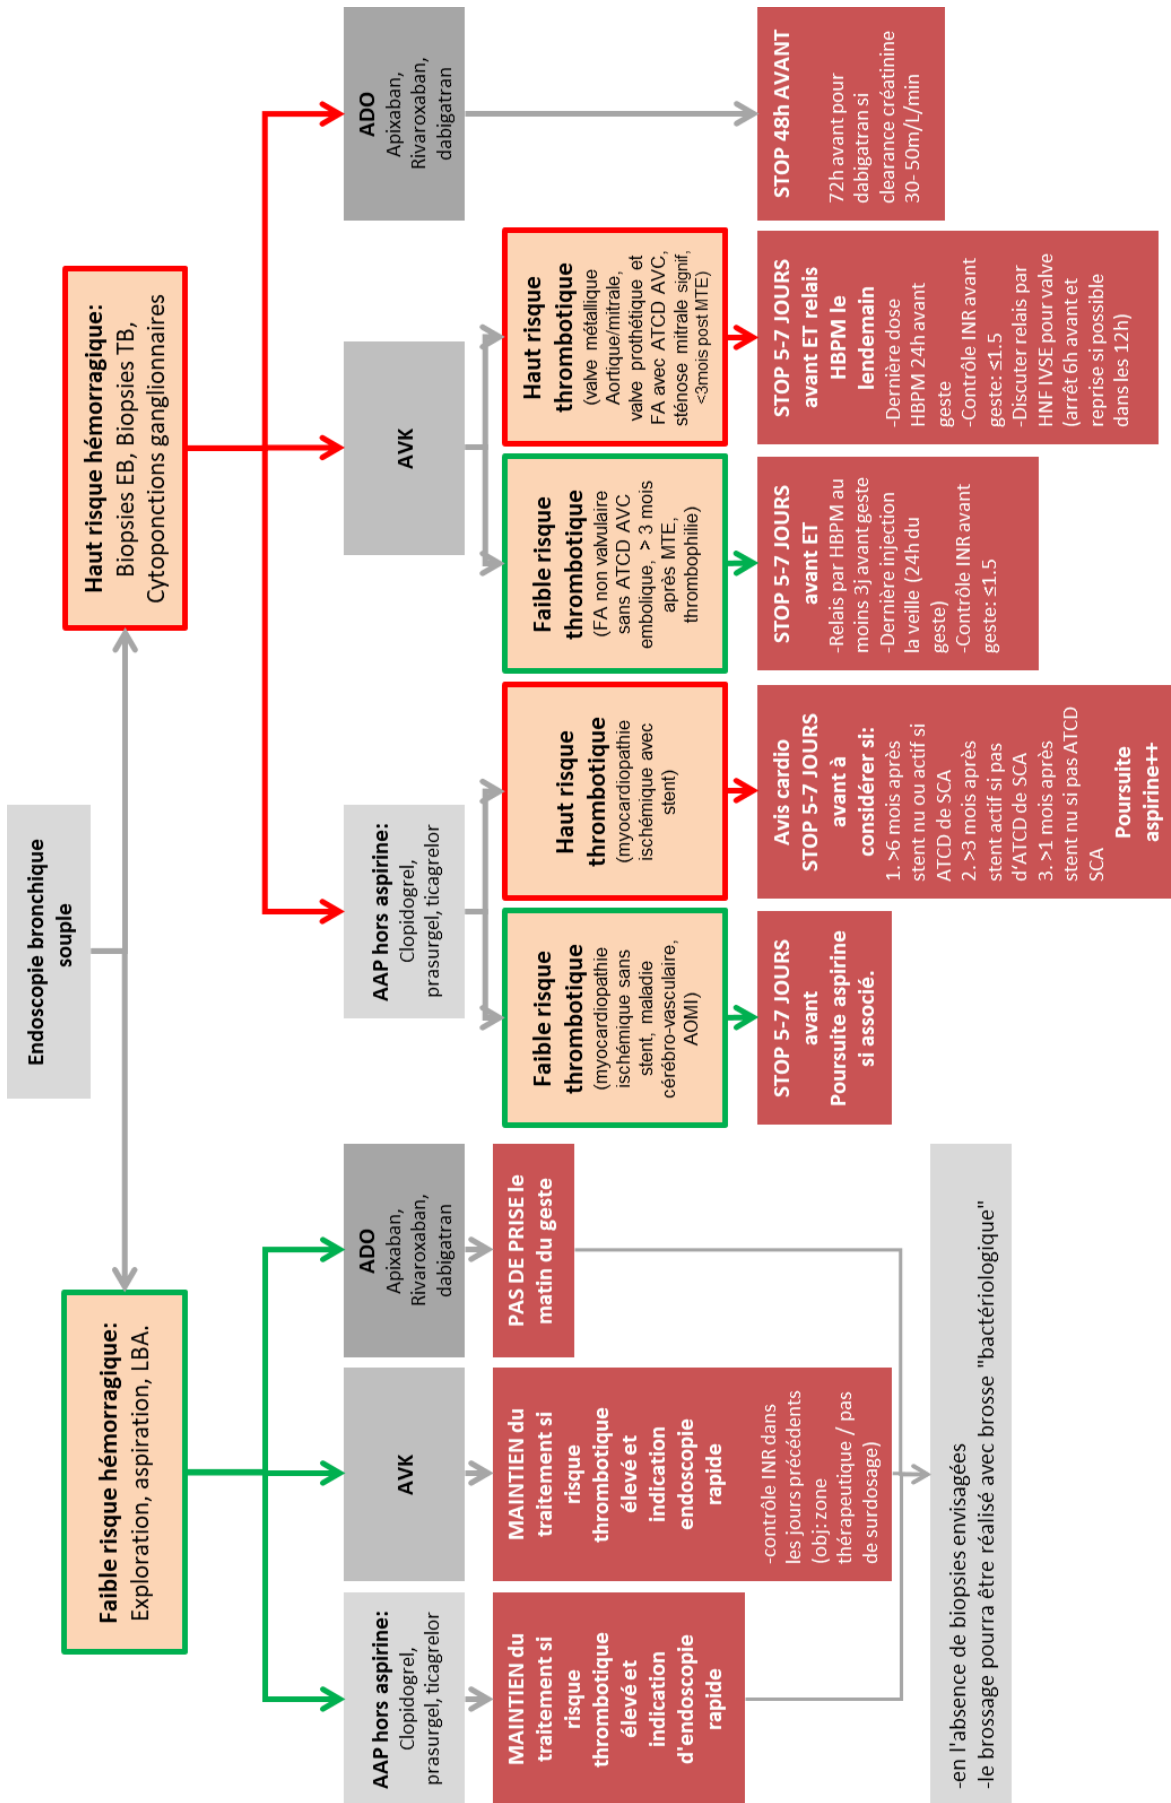 Endoscopie bronchique
souple
Faible risque hémorragique:
Exploration, aspiration, LBA.
Haut risque hémorragique:
Biopsies EB, Biopsies TB,
Cytoponctions ganglionnaires
AAP hors aspirine:
Clopidogrel,
prasurgel, ticagrelor
AVK
ADO
Apixaban,
Rivaroxaban,
dabigatran
AAP hors aspirine:
Clopidogrel,
prasurgel, ticagrelor
AVK
ADO
Apixaban,
Rivaroxaban,
dabigatran
MAINTIEN du
traitement si
risque
thrombotique
élevé et
indication
d'endoscopie
rapide
MAINTIEN du
traitement si
risque
thrombotique
élevé et
indication
endoscopie
rapide
-contrôle INR dans
les jours précédents
(obj: zone
thérapeutique / pas
de surdosage)
PAS DE PRISE le
matin du geste
Faible risque
thrombotique
(myocardiopathie
ischémique sans
stent, maladie
cérébro-vasculaire,
AOMI)
Haut risque
thrombotique
(myocardiopathie
ischémique avec
stent)
Faible risque
thrombotique
(FA non valvulaire
sans ATCD AVC
embolique, > 3 mois
après MTE,
thrombophilie)
Haut risque
thrombotique
(valve métallique
Aortique/mitrale,
valve prothétique et
FA avec ATCD AVC,
sténose mitrale signif,
<3mois post MTE)
STOP 5-7 JOURS
avant
Poursuite aspirine
si associé.
Avis cardio
STOP 5-7 JOURS
avant à
considérer si:
1. >6 mois après
stent nu ou actif si
ATCD de SCA
2. >3 mois après
stent actif si pas
d'ATCD de SCA
3. >1 mois après
stent nu si pas ATCD
SCA
Poursuite
aspirine++
STOP 5-7 JOURS
avant ET
-Relais par HBPM au
moins 3j avant geste
-Dernière injection
la veille (24h du
geste)
-Contrôle INR avant
geste: ≤1.5
STOP 5-7 JOURS
avant ET relais
HBPM le
lendemain
-Dernière dose
HBPM 24h avant
geste
-Contrôle INR avant
geste: ≤1.5
-Discuter relais par
HNF IVSE pour valve
(arrêt 6h avant et
reprise si possible
dans les 12h)
STOP 48h AVANT
72h avant pour
dabigatran si
clearance créatinine
30- 50m/L/min
-en l'absence de biopsies envisagées
-le brossage pourra être réalisé avec brosse "bactériologique"